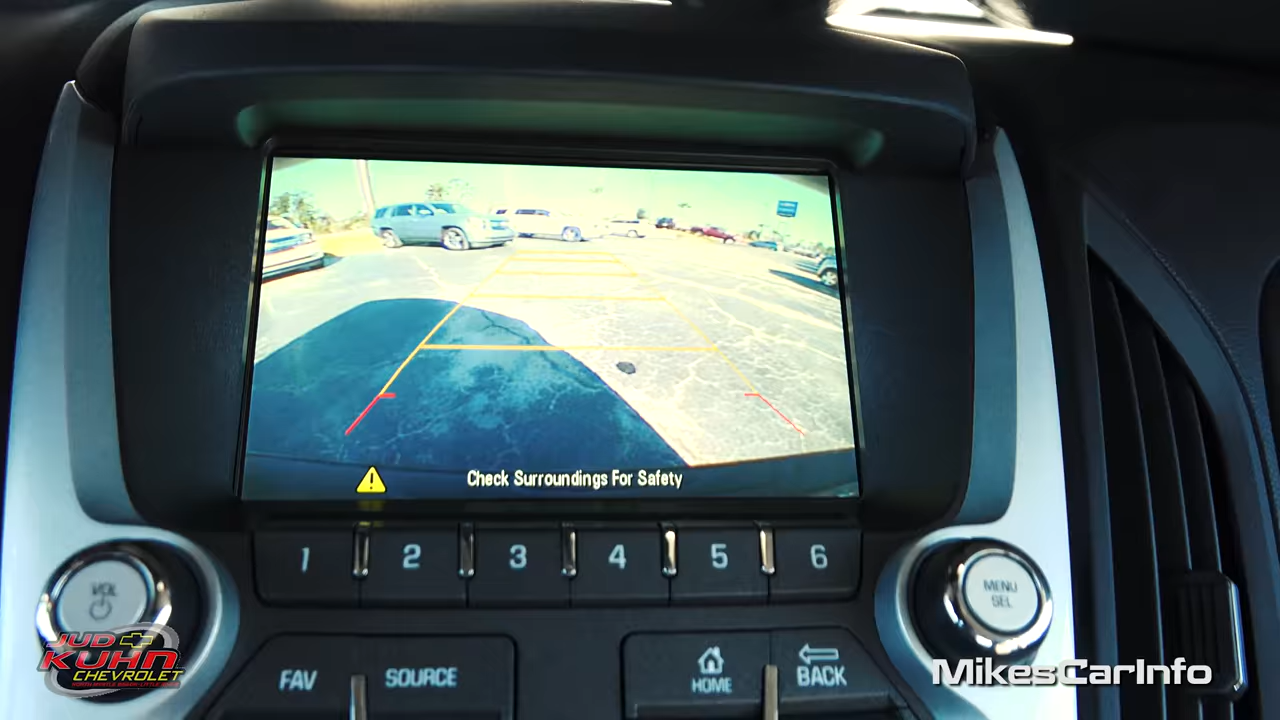 Check Surroundings For Safety
1 2 3 4 5 6
VOL
MENU
SEL
FAV SOURCE
HOME BACK
JUD
KUHN
CHEVROLET
MikesCarInfo